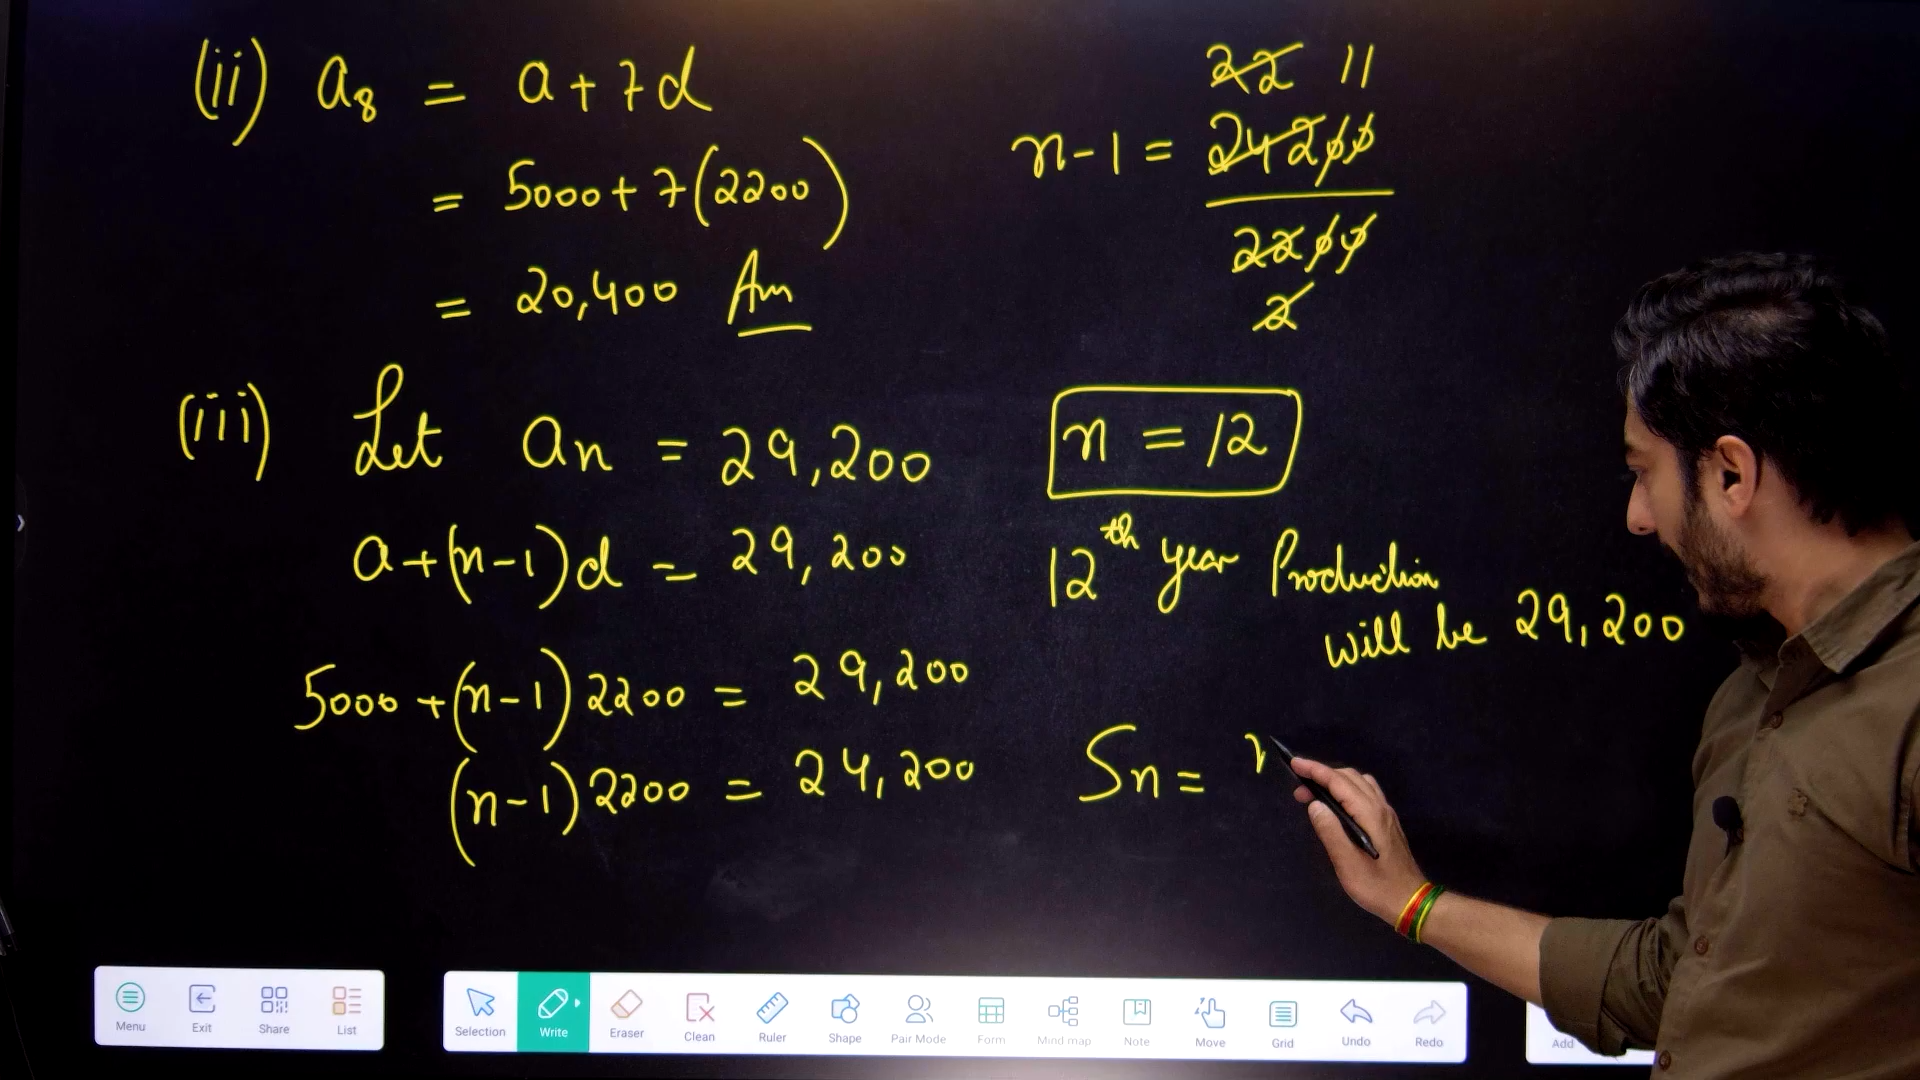 (ii) a₈ = a + 7d
= 5000 + 7(2200)
= 20,400 Ans
(iii) Let an = 29,200
a + (n-1)d = 29,200
5000 + (n-1) 2200 = 29,200
(n-1) 2200 = 24,200
22 11
n-1 = 24200
2200
2
n = 12
12th year Production
will be 29,200
Sn =
Menu Exit Share List
Selection Write Eraser Clean Ruler Shape Pair Mode Form Mind map Note Move Grid Undo Redo
Add